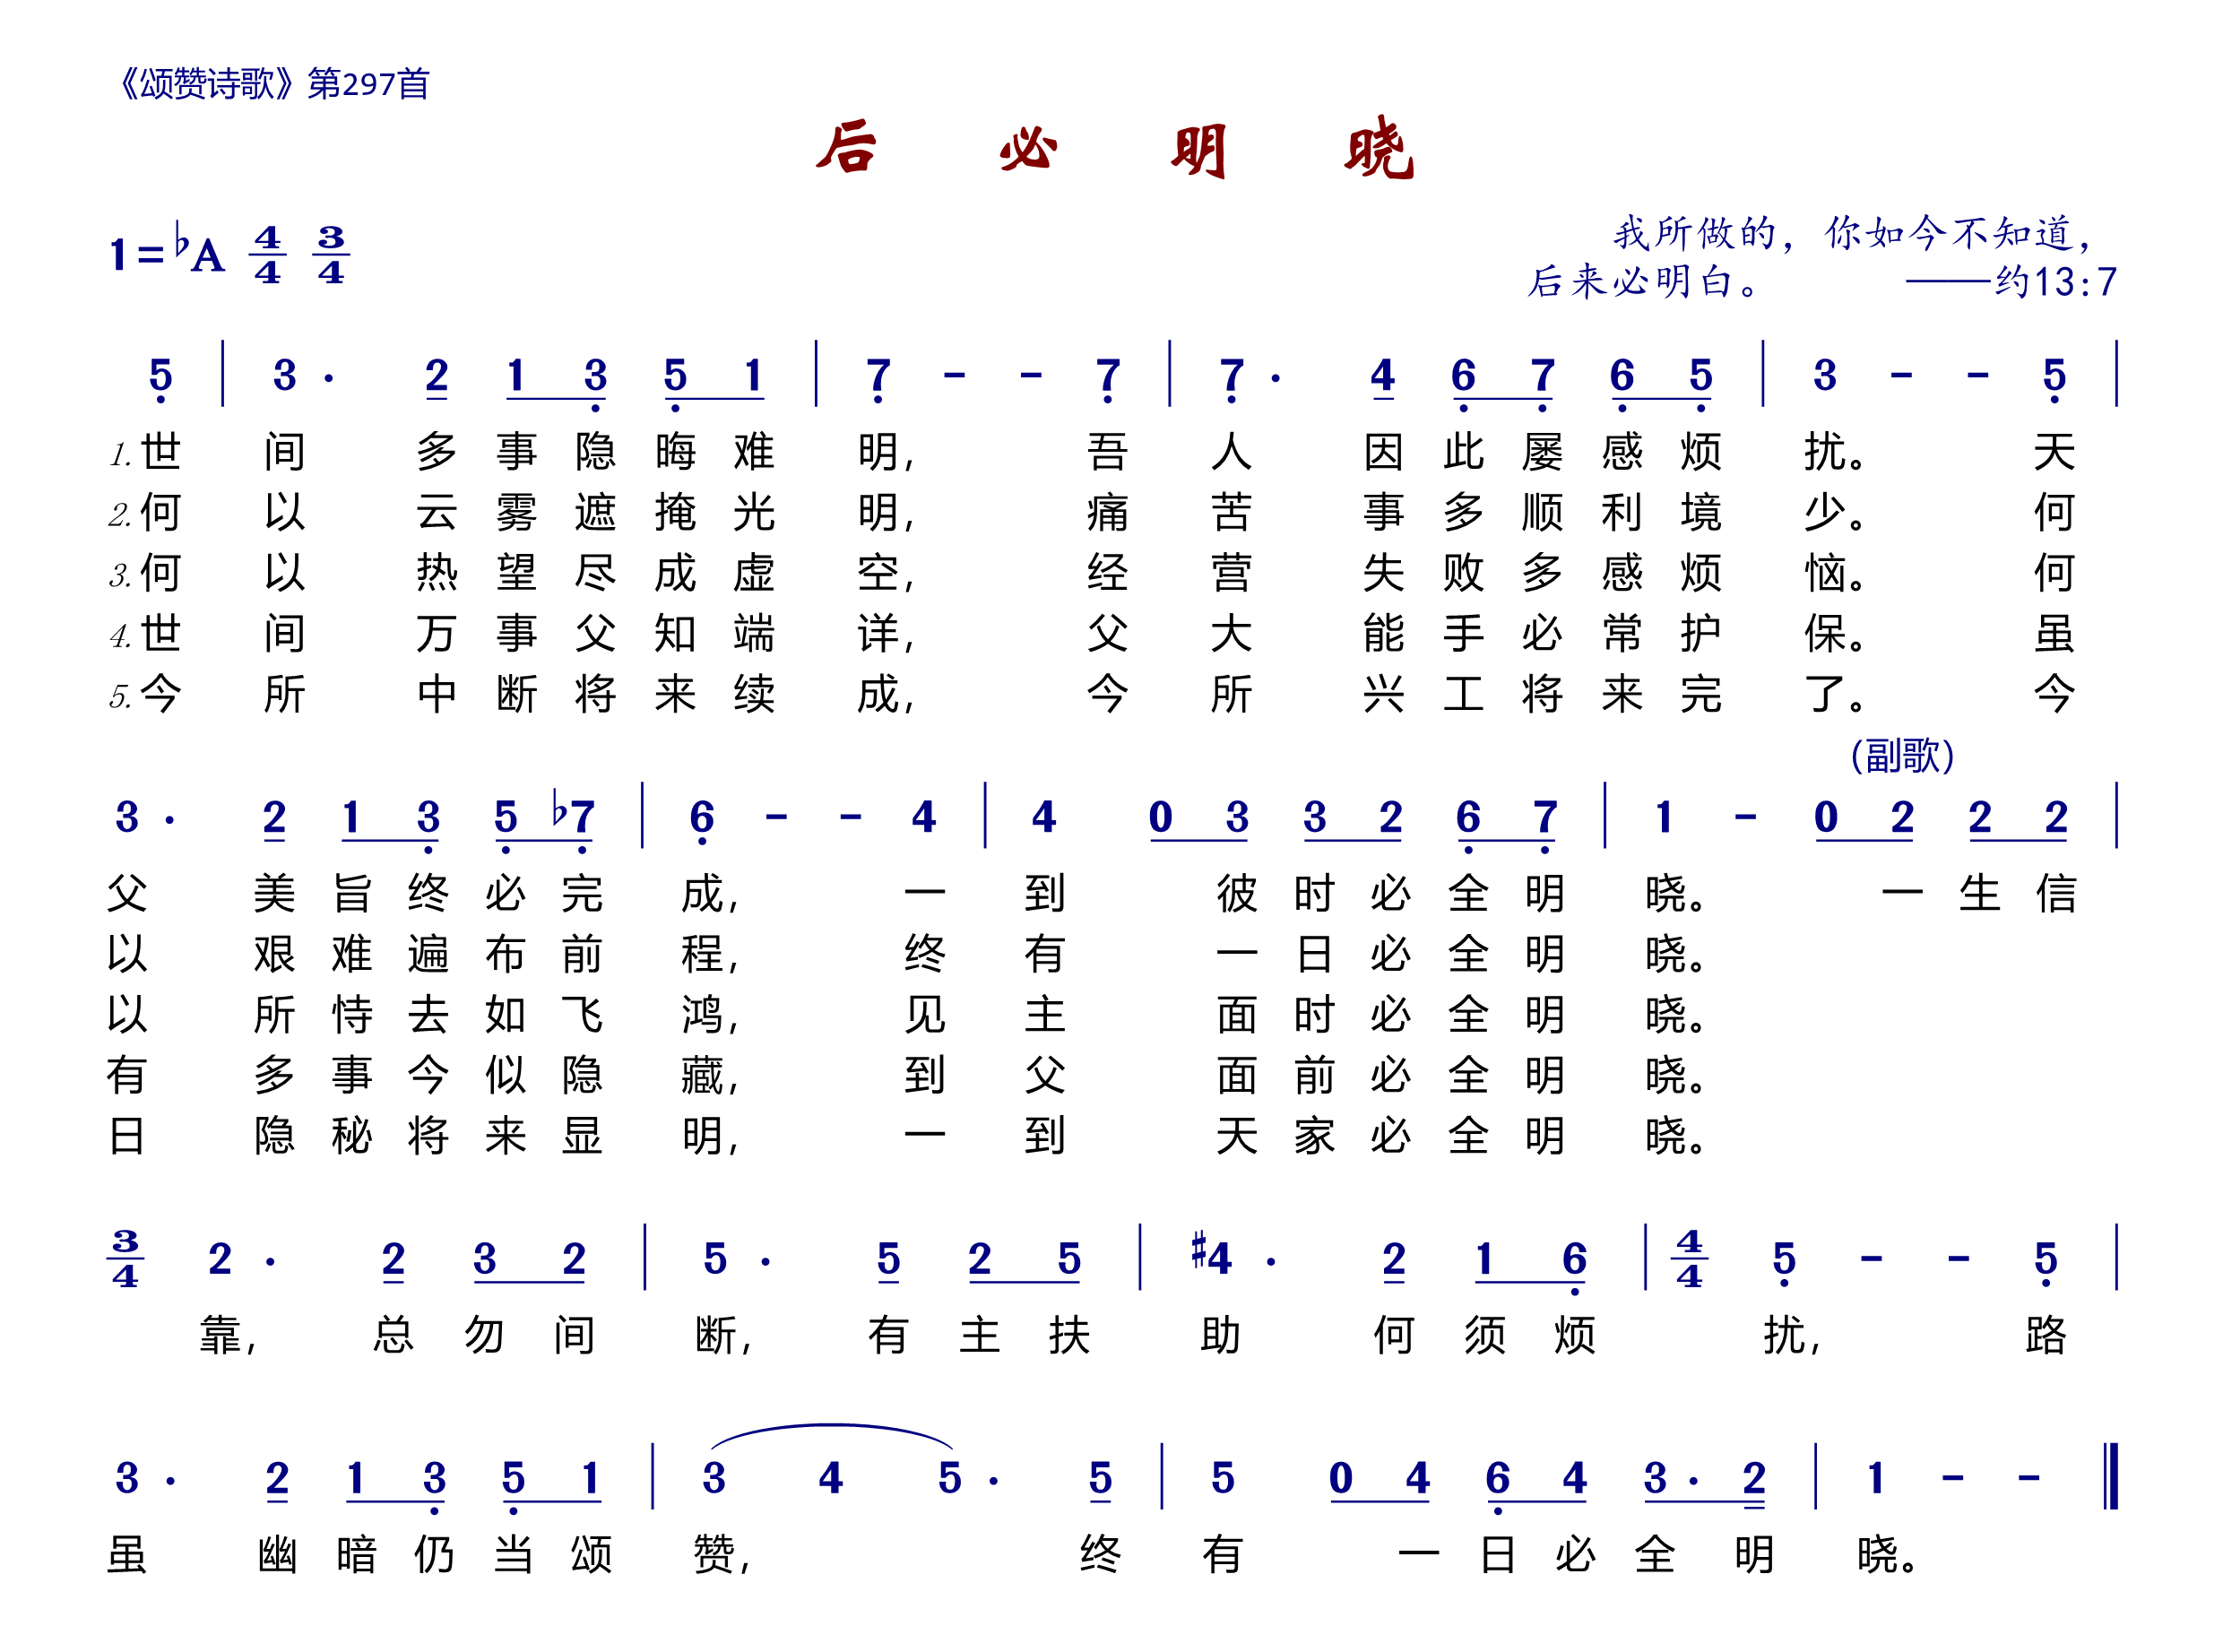 《颂赞诗歌》第297首
后 必 明 晓
1=♭A 4/4 3/4
我所做的，你如今不知道，
后来必明白。 ——约13:7
5̣ | 3 · 2 1 3̣ 5̣ 1 | 7̣ - - 7̣ | 7̣ · 4 6̣ 7̣ 6̣ 5̣ | 3 - - 5̣ |
1.世 间 多 事 隐 晦 难 明， 吾 人 因 此 屡 感 烦 扰。 天
2.何 以 云 雾 遮 掩 光 明， 痛 苦 事 多 顺 利 境 少。 何
3.何 以 热 望 尽 成 虚 空， 经 营 失 败 多 感 烦 恼。 何
4.世 间 万 事 父 知 端 详， 父 大 能 手 必 常 护 保。 虽
5.今 所 中 断 将 来 续 成， 今 所 兴 工 将 来 完 了。 今
(副歌)
3 · 2 1 3̣ 5̣ ♭7̣ | 6̣ - - 4 | 4 0 3 3 2 6̣ 7̣ | 1 - 0 2 2 2 |
父 美 旨 终 必 完 成， 一 到 彼 时 必 全 明 晓。 一 生 信
以 艰 难 遍 布 前 程， 终 有 一 日 必 全 明 晓。
以 所 恃 去 如 飞 鸿， 见 主 面 时 必 全 明 晓。
有 多 事 今 似 隐 藏， 到 父 面 前 必 全 明 晓。
日 隐 秘 将 来 显 明， 一 到 天 家 必 全 明 晓。
3/4 2 · 2 3 2 | 5 · 5 2 5 | ♯4 · 2 1 6̣ | 4/4 5̣ - - 5̣ |
靠， 总 勿 间 断， 有 主 扶 助 何 须 烦 扰， 路
3 · 2 1 3̣ 5̣ 1 | 3 4 5 · 5 | 5 0 4 6̣ 4 3 · 2 | 1 - - ‖
虽 幽 暗 仍 当 颂 赞， 终 有 一 日 必 全 明 晓。